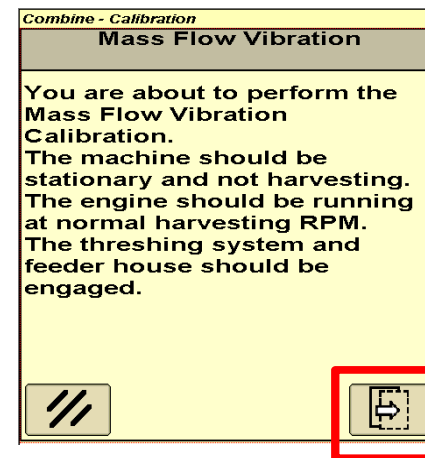 Combine - Calibration
Mass Flow Vibration
You are about to perform the
Mass Flow Vibration
Calibration.
The machine should be
stationary and not harvesting.
The engine should be running
at normal harvesting RPM.
The threshing system and
feeder house should be
engaged.